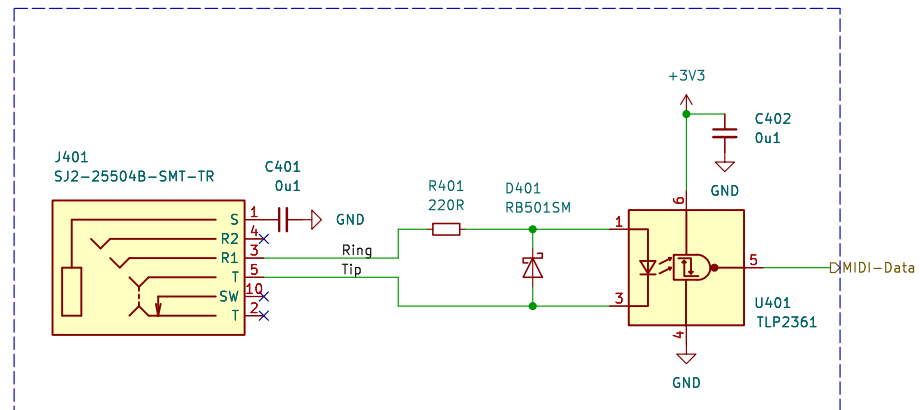 +3V3
C402
0u1
GND
J401
SJ2-25504B-SMT-TR
C401
0u1
GND
R401
220R
D401
RB501SM
S 1
R2 4
R1 3
T 5
SW 10
T 2
Ring
Tip
1
3
6
5
4
MIDI-Data
U401
TLP2361
GND